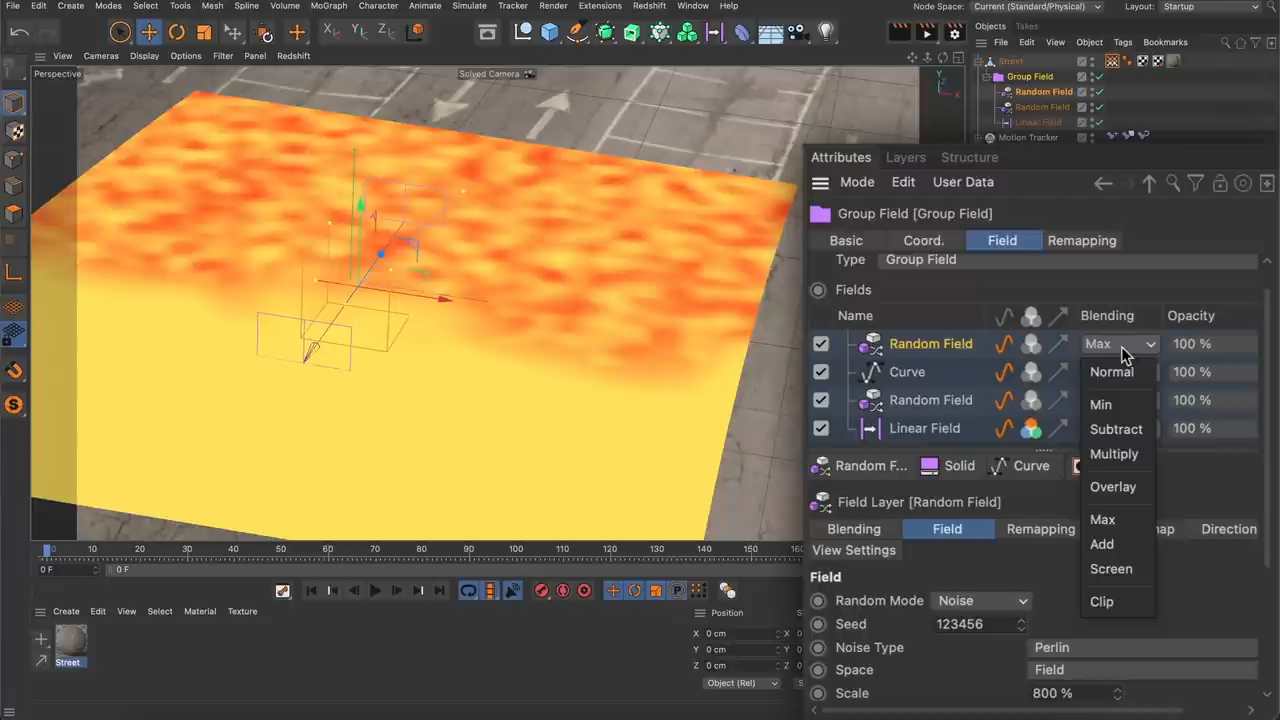 File Edit Create Modes Select Tools Mesh Spline Volume MoGraph Character Animate Simulate Tracker Render Extensions Redshift Window Help Node Space: Current (Standard/Physical) Layout: Startup
Objects Takes
File Edit View Object Tags Bookmarks
View Cameras Display Options Filter Panel Redshift
Perspective
Solved Camera
Street
Group Field
Random Field
Random Field
Linear Field
Motion Tracker
Attributes Layers Structure
Mode Edit User Data
Group Field [Group Field]
Basic Coord. Field Remapping
Type Group Field
Fields
Name Blending Opacity
Random Field Max 100 %
Curve 100 %
Random Field 100 %
Linear Field 100 %
Normal
Min
Subtract
Multiply
Overlay
Max
Add
Screen
Clip
Random F... Solid Curve
Field Layer [Random Field]
Blending Field Remapping Direction
View Settings
Field
Random Mode Noise
Seed 123456
Noise Type Perlin
Space Field
Scale 800 %
0 10 20 30 40 50 60 70 80 90 100 110 120 130 140 150
0 F 0 F
Create Edit View Select Material Texture
Street
Position
X 0 cm X
Y 0 cm Y
Z 0 cm Z
Object (Rel)